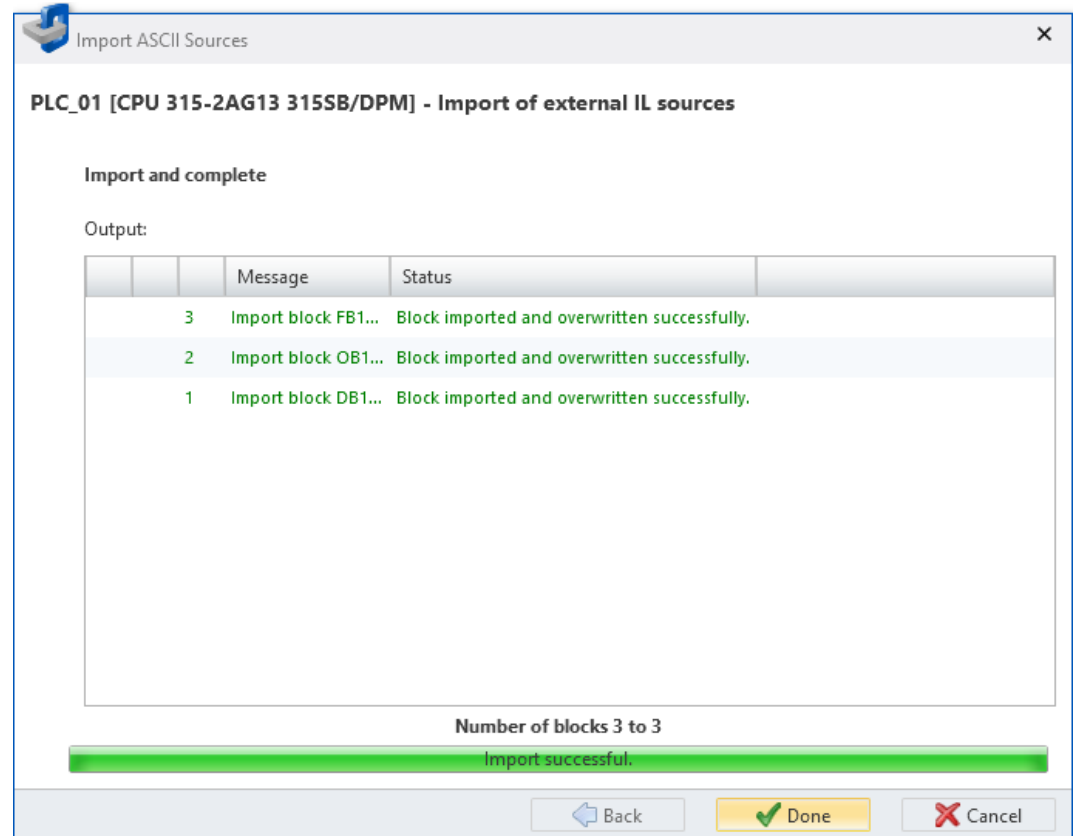 Import ASCII Sources
PLC_01 [CPU 315-2AG13 315SB/DPM] - Import of external IL sources
Import and complete
Output:
Message Status
3 Import block FB1... Block imported and overwritten successfully.
2 Import block OB1... Block imported and overwritten successfully.
1 Import block DB1... Block imported and overwritten successfully.
Number of blocks 3 to 3
Import successful.
Back Done Cancel